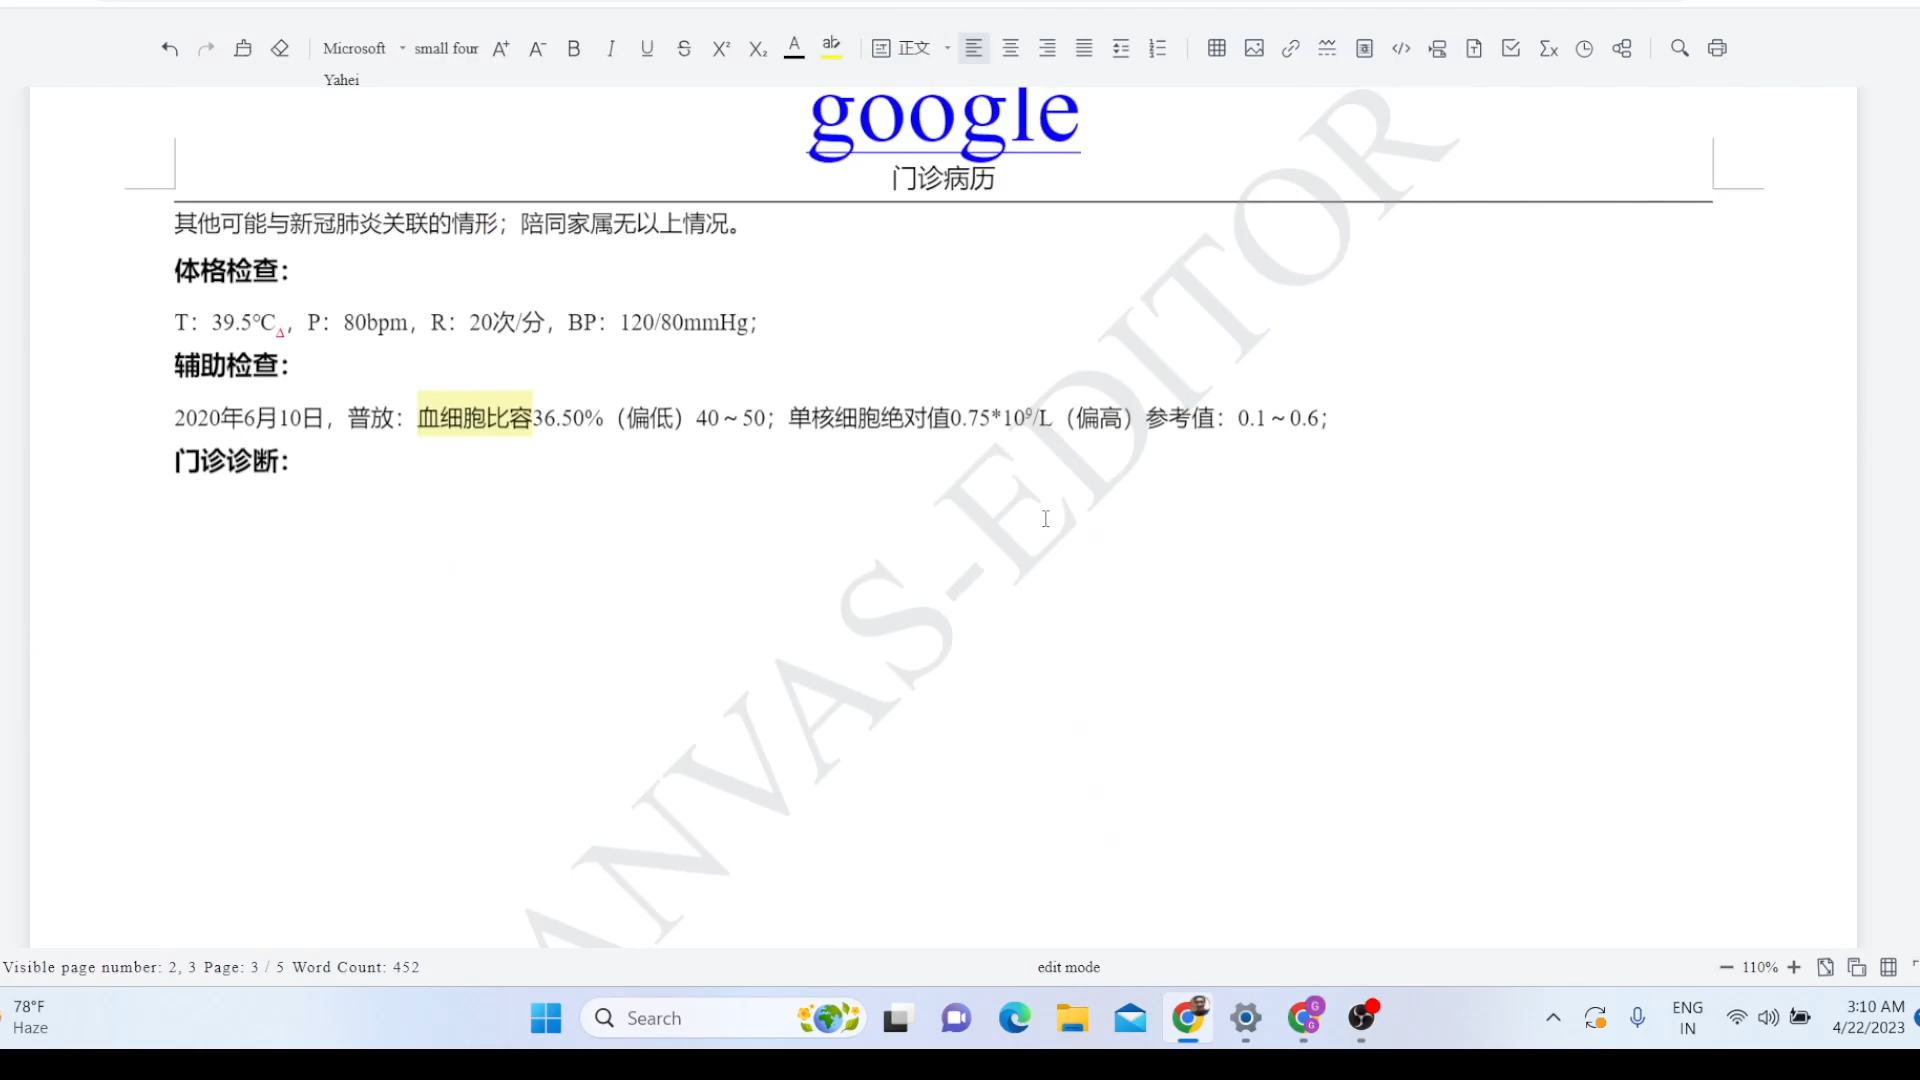 Microsoft Yahei
small four
正文
google
门诊病历
其他可能与新冠肺炎关联的情形；陪同家属无以上情况。
体格检查：
T：39.5℃Δ，P：80bpm，R：20次/分，BP：120/80mmHg；
辅助检查：
2020年6月10日，普放：血细胞比容36.50%（偏低）40～50；单核细胞绝对值0.75*10⁹/L（偏高）参考值：0.1～0.6；
门诊诊断：
ANVAS-EDITOR
Visible page number: 2, 3 Page: 3 / 5 Word Count: 452
edit mode
110%
78°F
Haze
Search
ENG
IN
3:10 AM
4/22/2023